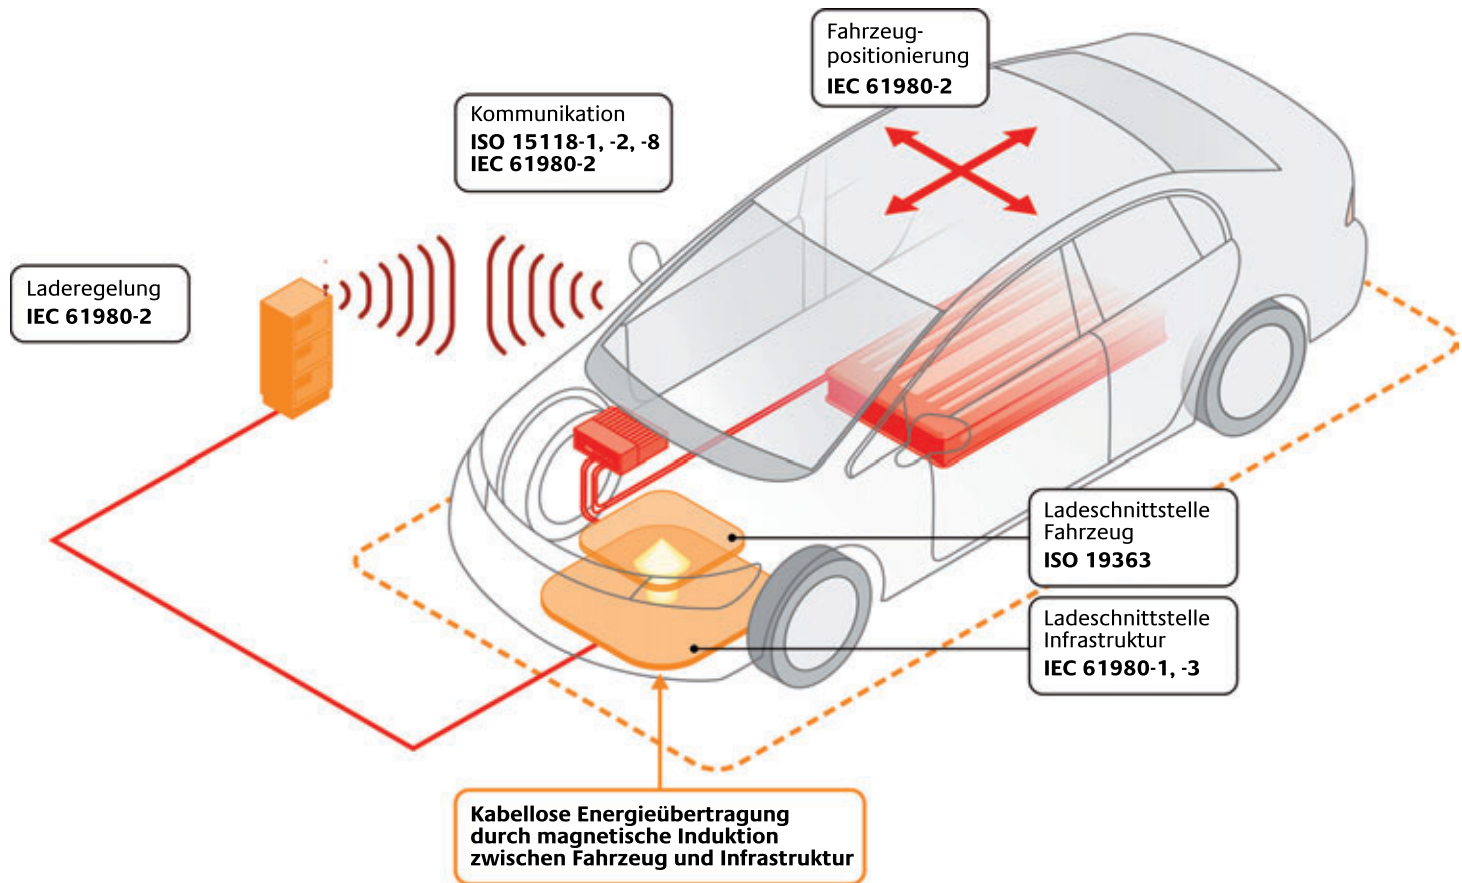 Fahrzeug-
positionierung
IEC 61980-2
Kommunikation
ISO 15118-1, -2, -8
IEC 61980-2
Laderegelung
IEC 61980-2
Ladeschnittstelle
Fahrzeug
ISO 19363
Ladeschnittstelle
Infrastruktur
IEC 61980-1, -3
Kabellose Energieübertragung
durch magnetische Induktion
zwischen Fahrzeug und Infrastruktur